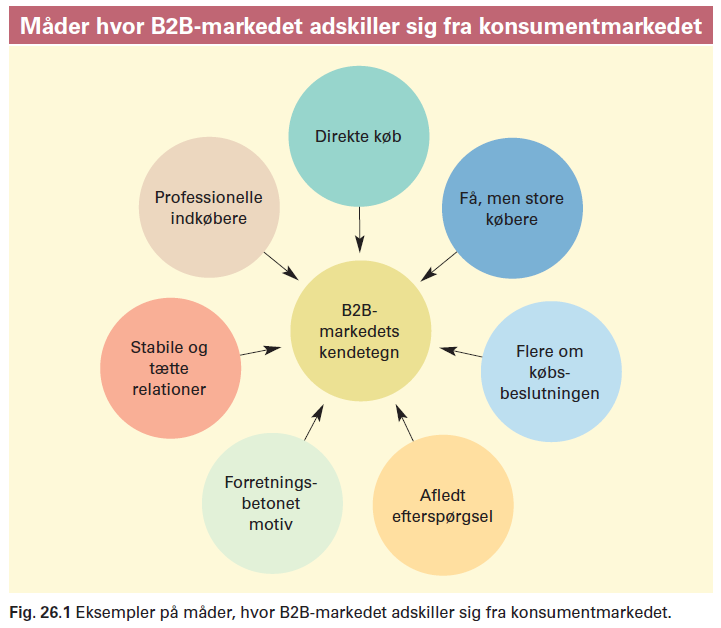 Måder hvor B2B-markedet adskiller sig fra konsumentmarkedet
Direkte køb
Få, men store
købere
Flere om
købs-
beslutningen
Afledt
efterspørgsel
Forretnings-
betonet
motiv
Stabile og
tætte
relationer
Professionelle
indkøbere
B2B-
markedets
kendetegn
Fig. 26.1 Eksempler på måder, hvor B2B-markedet adskiller sig fra konsumentmarkedet.